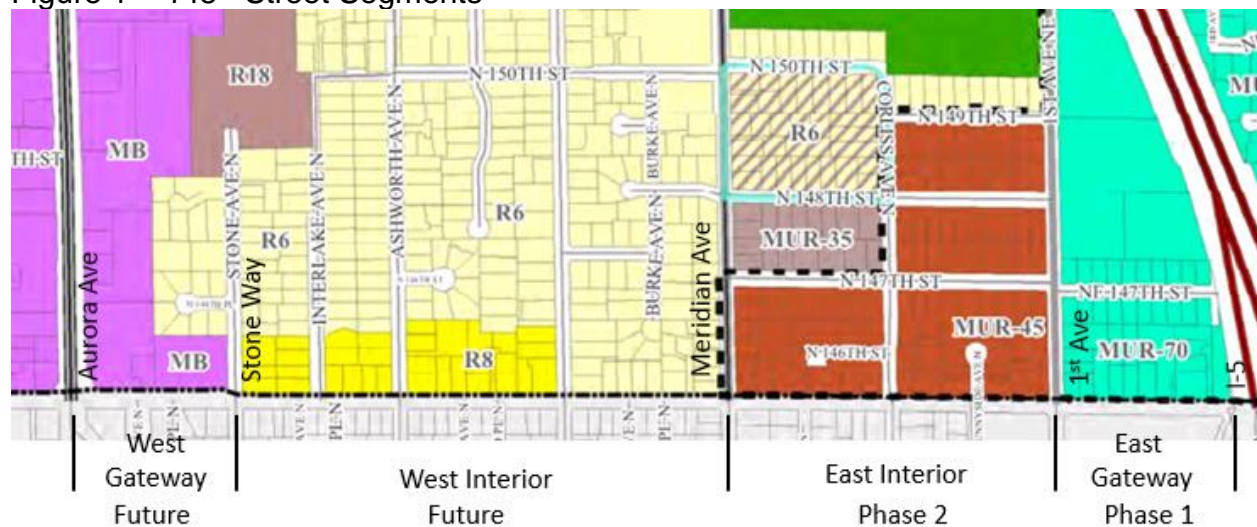 Figure 1 – 145th Street Segments
N 150TH ST
N 150TH ST
R18
MB
TH ST
R6
CORLISS AVE N
1ST AVE NE
N 149TH ST
ASHWORTH AVE N
BURKE AVE N
INTERLAKE AVE N
STONE AVE N
R6
R6
N 148TH ST
MUR-35
N 147TH ST
NE 147TH ST
BURKE AVE N
Aurora Ave
Stone Way
Meridian Ave
1st Ave
I-5
MB
R8
N 146TH ST
MUR-45
MUR-70
West
Gateway
Future
West Interior
Future
East Interior
Phase 2
East
Gateway
Phase 1